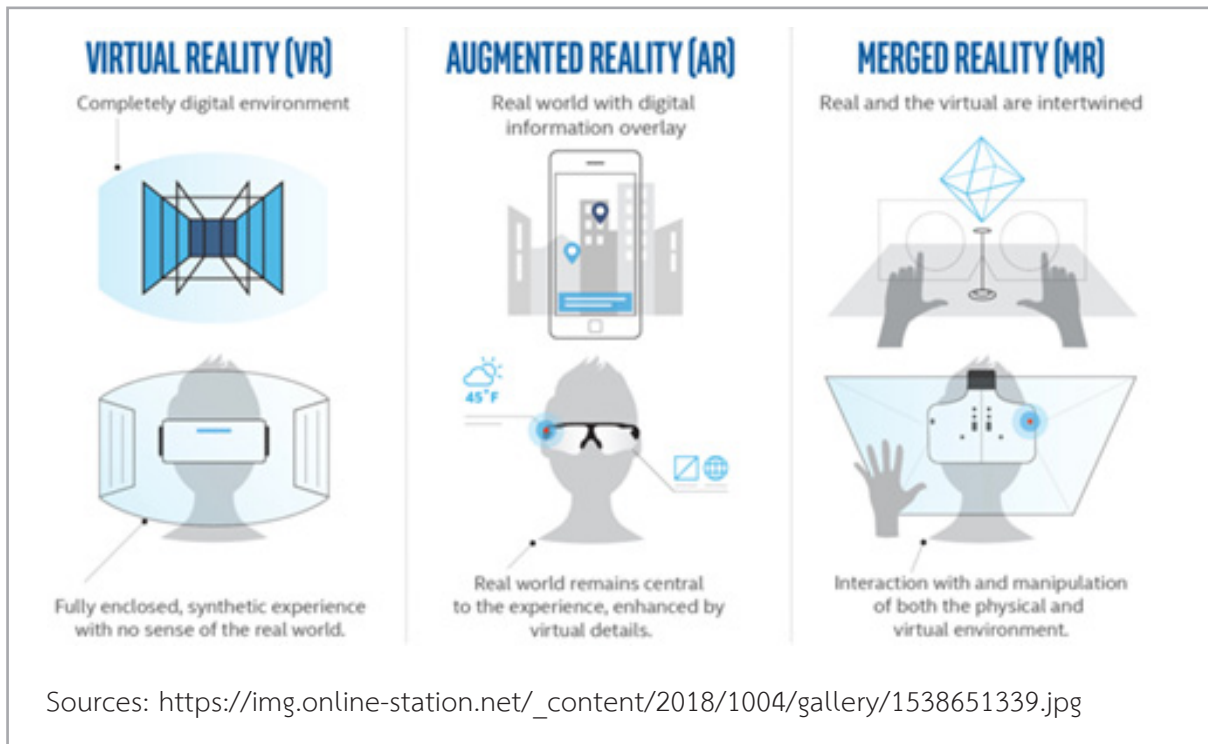 VIRTUAL REALITY (VR)
Completely digital environment
Fully enclosed, synthetic experience
with no sense of the real world.
AUGMENTED REALITY (AR)
Real world with digital
information overlay
45°F
Real world remains central
to the experience, enhanced by
virtual details.
MERGED REALITY (MR)
Real and the virtual are intertwined
Interaction with and manipulation
of both the physical and
virtual environment.
Sources: https://img.online-station.net/_content/2018/1004/gallery/1538651339.jpg